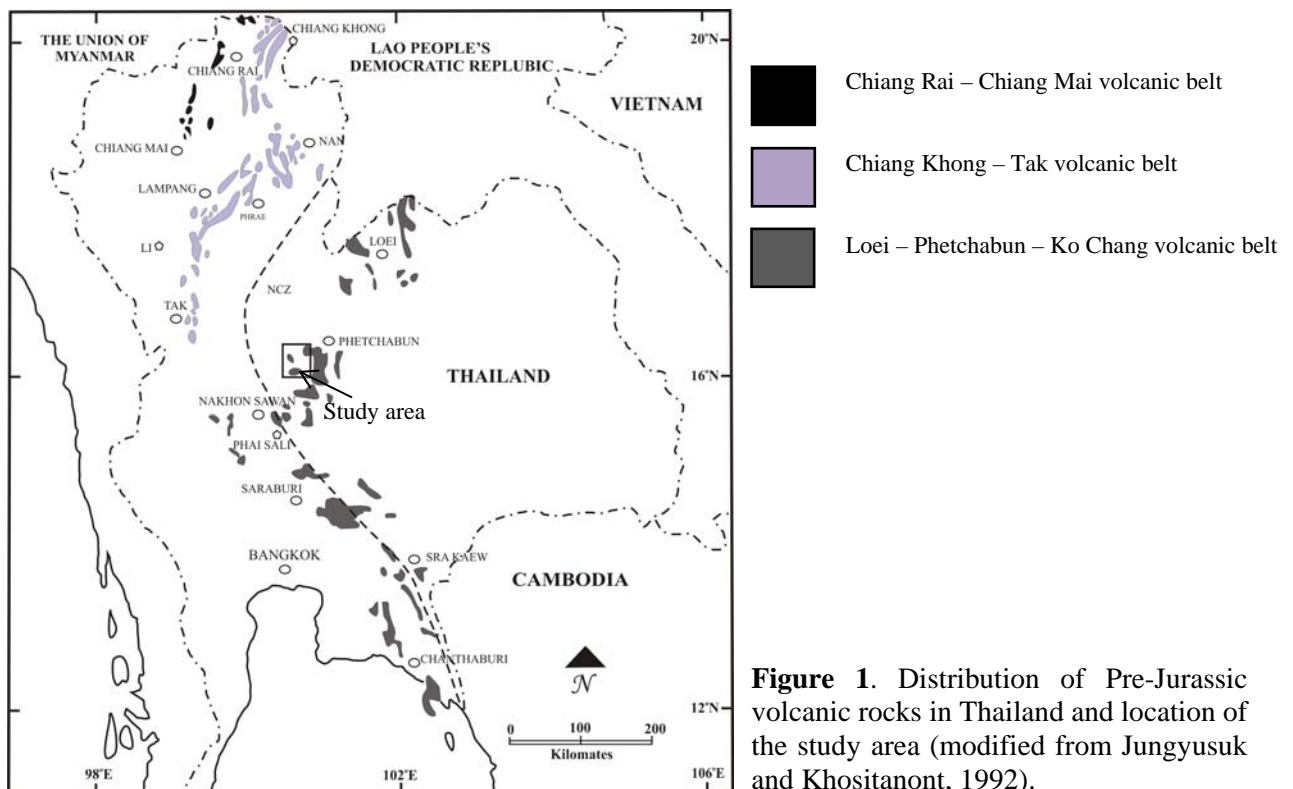 CHIANG KHONG
20°N
THE UNION OF
MYANMAR
LAO PEOPLE'S
DEMOCRATIC REPLUBIC
CHIANG RAI
VIETNAM
CHIANG MAI
NAN
LAMPANG
PHRAE
LI
LOEI
NCZ
TAK
PHETCHABUN
THAILAND
16°N
NAKHON SAWAN
Study area
PHAI SALI
SARABURI
BANGKOK
SRA KAEW
CAMBODIA
CHANTHABURI
N
12°N
0 100 200
Kilomates
98°E
102°E
106°E
Chiang Rai – Chiang Mai volcanic belt
Chiang Khong – Tak volcanic belt
Loei – Phetchabun – Ko Chang volcanic belt
Figure 1. Distribution of Pre-Jurassic
volcanic rocks in Thailand and location of
the study area (modified from Jungyusuk
and Khositanont, 1992).